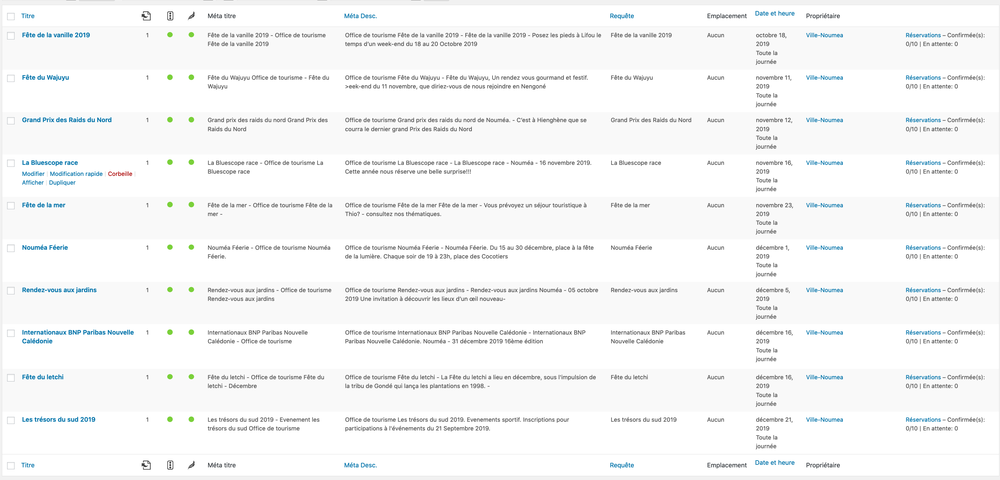 Titre Méta titre Méta Desc. Requête Emplacement Date et heure Propriétaire
Fête de la vanille 2019 1 Fête de la vanille 2019 - Office de tourisme Office de tourisme Fête de la vanille 2019 - Fête de la vanille 2019 - Posez les pieds à Lifou le Fête de la vanille 2019 Aucun octobre 18, Ville-Noumea Réservations – Confirmée(s):
Fête de la vanille 2019 temps d’un week-end du 18 au 20 Octobre 2019 2019 0/10 | En attente: 0
Toute la
journée
Fête du Wajuyu 1 Fête du Wajuyu Office de tourisme - Fête du Office de tourisme Fête du Wajuyu - Fête du Wajuyu, Un rendez vous gourmand et festif. Fête du Wajuyu Aucun novembre 11, Ville-Noumea Réservations – Confirmée(s):
Wajuyu >eek-end du 11 novembre, que diriez-vous de nous rejoindre en Nengoné 2019 0/10 | En attente: 0
Toute la
journée
Grand Prix des Raids du Nord 1 Grand prix des raids du nord Grand Prix des Office de tourisme Grand prix des raids du nord de Nouméa. - C’est à Hienghène que se Grand Prix des Raids du Nord Aucun novembre 12, Ville-Noumea Réservations – Confirmée(s):
Raids du Nord courra le dernier grand Prix des Raids du Nord 2019 0/10 | En attente: 0
Toute la
journée
La Bluescope race 1 La Bluescope race - Office de tourisme La Office de tourisme La Bluescope race - La Bluescope race - Nouméa - 16 novembre 2019. La Bluescope race Aucun novembre 16, Ville-Noumea Réservations – Confirmée(s):
Modifier | Modification rapide | Corbeille | Bluescope race Cette année nous réserve une belle surprise!!! 2019 0/10 | En attente: 0
Afficher | Dupliquer Toute la
journée
Fête de la mer 1 Fête de la mer - Office de tourisme Fête de la Office de tourisme Fête de la mer Fête de la mer - Vous prévoyez un séjour touristique à Fête de la mer Aucun novembre 23, Ville-Noumea Réservations – Confirmée(s):
mer - Thio? - consultez nos thématiques. 2019 0/10 | En attente: 0
Toute la
journée
Nouméa Féerie 1 Nouméa Féerie - Office de tourisme Nouméa Office de tourisme Nouméa Féerie - Nouméa Féerie. Du 15 au 30 décembre, place à la fête Nouméa Féerie Aucun décembre 1, Ville-Noumea Réservations – Confirmée(s):
Féerie. de la lumière. Chaque soir de 19 à 23h, place des Cocotiers 2019 0/10 | En attente: 0
Toute la
journée
Rendez-vous aux jardins 1 Rendez-vous aux jardins - Office de tourisme Office de tourisme Rendez-vous aux jardins - Rendez-vous aux jardins Nouméa - 05 octobre Rendez-vous aux jardins Aucun décembre 5, Ville-Noumea Réservations – Confirmée(s):
Rendez-vous aux jardins 2019 Une invitation à découvrir les lieux d’un œil nouveau- 2019 0/10 | En attente: 0
Toute la
journée
Internationaux BNP Paribas Nouvelle 1 Internationaux BNP Paribas Nouvelle Office de tourisme Internationaux BNP Paribas Nouvelle Calédonie - Internationaux BNP Internationaux BNP Paribas Aucun décembre 16, Ville-Noumea Réservations – Confirmée(s):
Calédonie Calédonie - Office de tourisme Paribas Nouvelle Calédonie. Nouméa - 31 décembre 2019 16ème édition Nouvelle Calédonie 2019 0/10 | En attente: 0
Toute la
journée
Fête du letchi 1 Fête du letchi - Office de tourisme Fête du Office de tourisme Fête du letchi - La Fête du letchi a lieu en décembre, sous l'impulsion de Fête du letchi Aucun décembre 16, Ville-Noumea Réservations – Confirmée(s):
letchi - Décembre la tribu de Gondé qui lança les plantations en 1998. - 2019 0/10 | En attente: 0
Toute la
journée
Les trésors du sud 2019 1 Les trésors du sud 2019 - Evenement les Office de tourisme Les trésors du sud 2019. Evenements sportif. Inscriptions pour Les trésors du sud 2019 Aucun décembre 21, Ville-Noumea Réservations – Confirmée(s):
trésors du sud Office de tourisme participations à l'événements du 21 Septembre 2019. 2019 0/10 | En attente: 0
Toute la
journée
Titre Méta titre Méta Desc. Requête Emplacement Date et heure Propriétaire